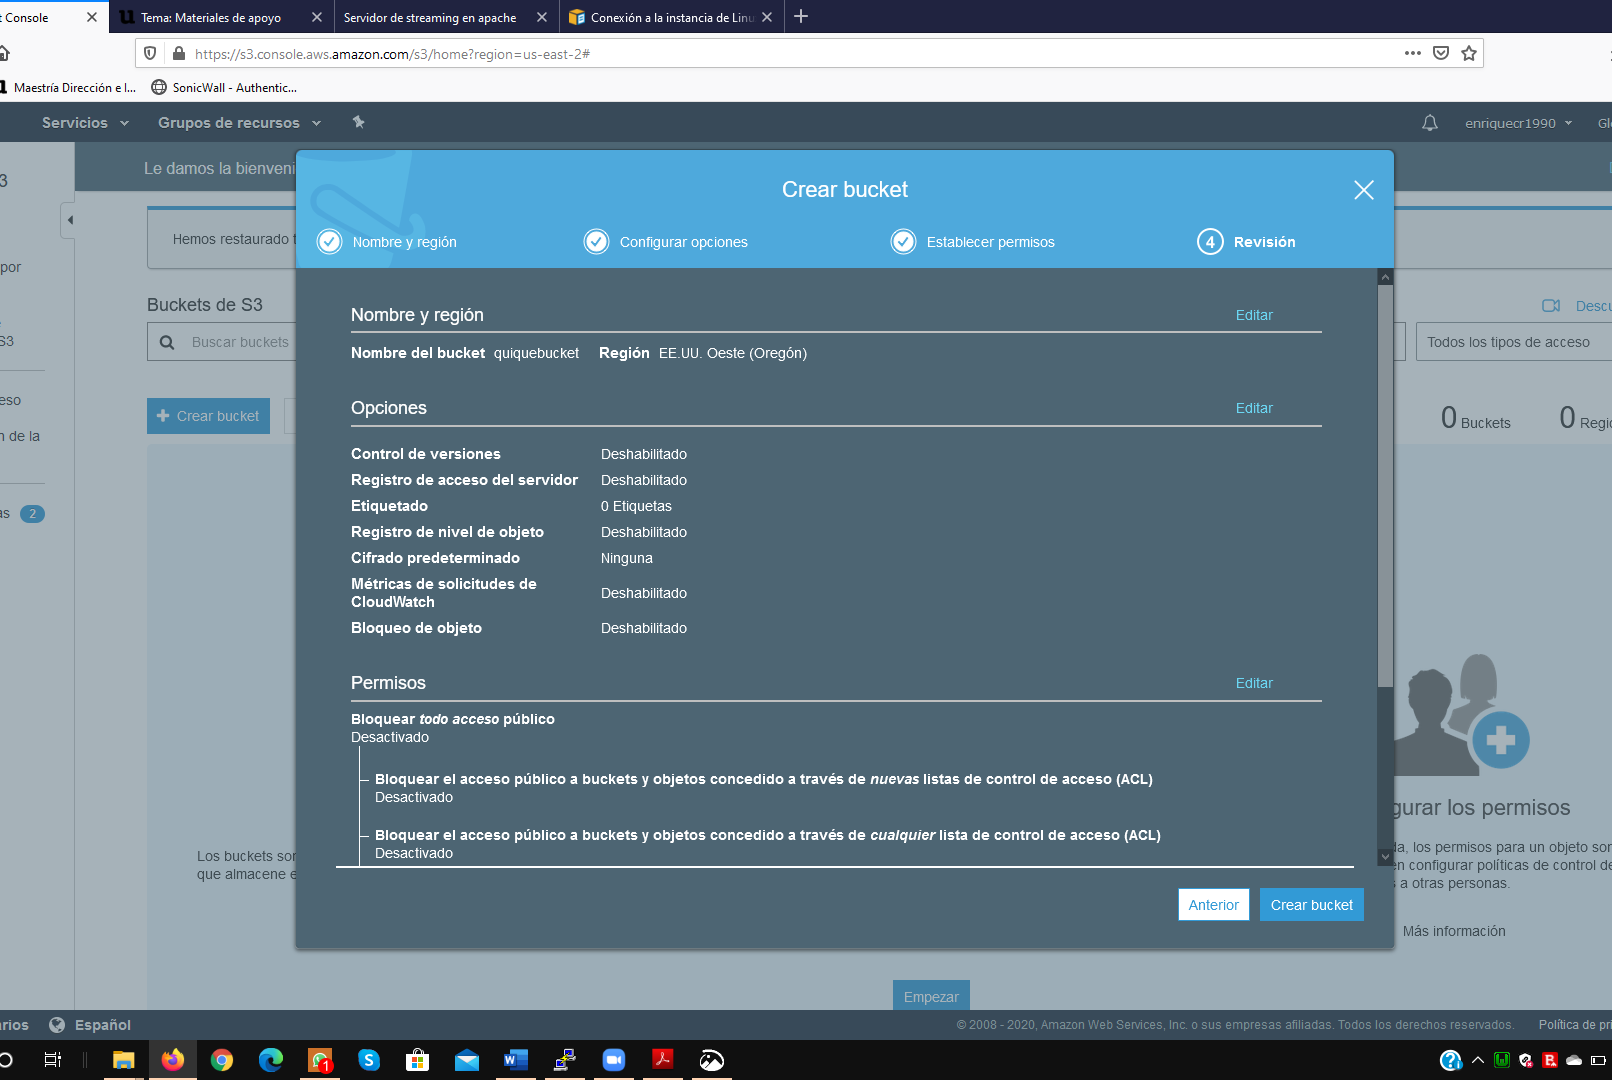 t Console
Tema: Materiales de apoyo
Servidor de streaming en apache
Conexión a la instancia de Linu
https://s3.console.aws.amazon.com/s3/home?region=us-east-2#
Maestría Dirección e I...
SonicWall - Authentic...
Servicios
Grupos de recursos
enriquecr1990
Gl
3
Le damos la bienveni
Crear bucket
Hemos restaurado t
Nombre y región
Configurar opciones
Establecer permisos
4 Revisión
por
Buckets de S3
Descu
S3
Buscar buckets
Todos los tipos de acceso
Nombre y región
Editar
Nombre del bucket quiquebucket Región EE.UU. Oeste (Oregón)
eso
Crear bucket
0 Buckets
0 Regio
n de la
Opciones
Editar
Control de versiones Deshabilitado
Registro de acceso del servidor Deshabilitado
Etiquetado 0 Etiquetas
as 2
Registro de nivel de objeto Deshabilitado
Cifrado predeterminado Ninguna
Métricas de solicitudes de
CloudWatch Deshabilitado
Bloqueo de objeto Deshabilitado
Permisos
Editar
Bloquear todo acceso público
Desactivado
Bloquear el acceso público a buckets y objetos concedido a través de nuevas listas de control de acceso (ACL)
Desactivado
Bloquear el acceso público a buckets y objetos concedido a través de cualquier lista de control de acceso (ACL)
Desactivado
Anterior
Crear bucket
Los buckets son
que almacene e
gurar los permisos
da, los permisos para un objeto son
en configurar políticas de control de
s a otras personas.
Más información
Empezar
arios
Español
© 2008 - 2020, Amazon Web Services, Inc. o sus empresas afiliadas. Todos los derechos reservados.
Política de pri
1